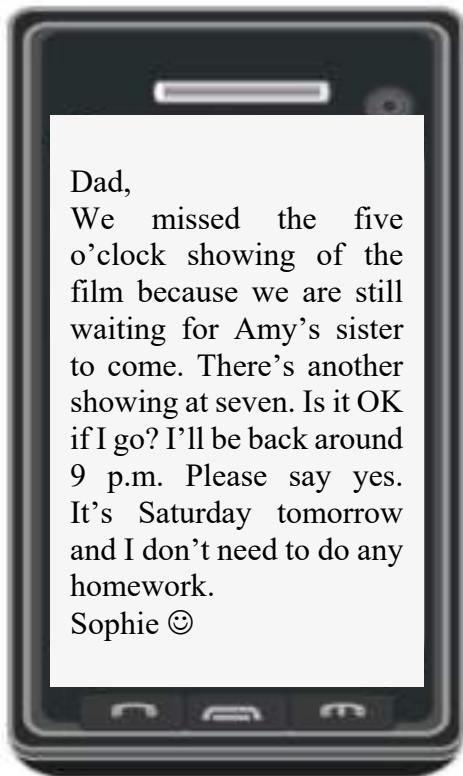 Dad,
We missed the five
o’clock showing of the
film because we are still
waiting for Amy’s sister
to come. There’s another
showing at seven. Is it OK
if I go? I’ll be back around
9 p.m. Please say yes.
It’s Saturday tomorrow
and I don’t need to do any
homework.
Sophie ☺